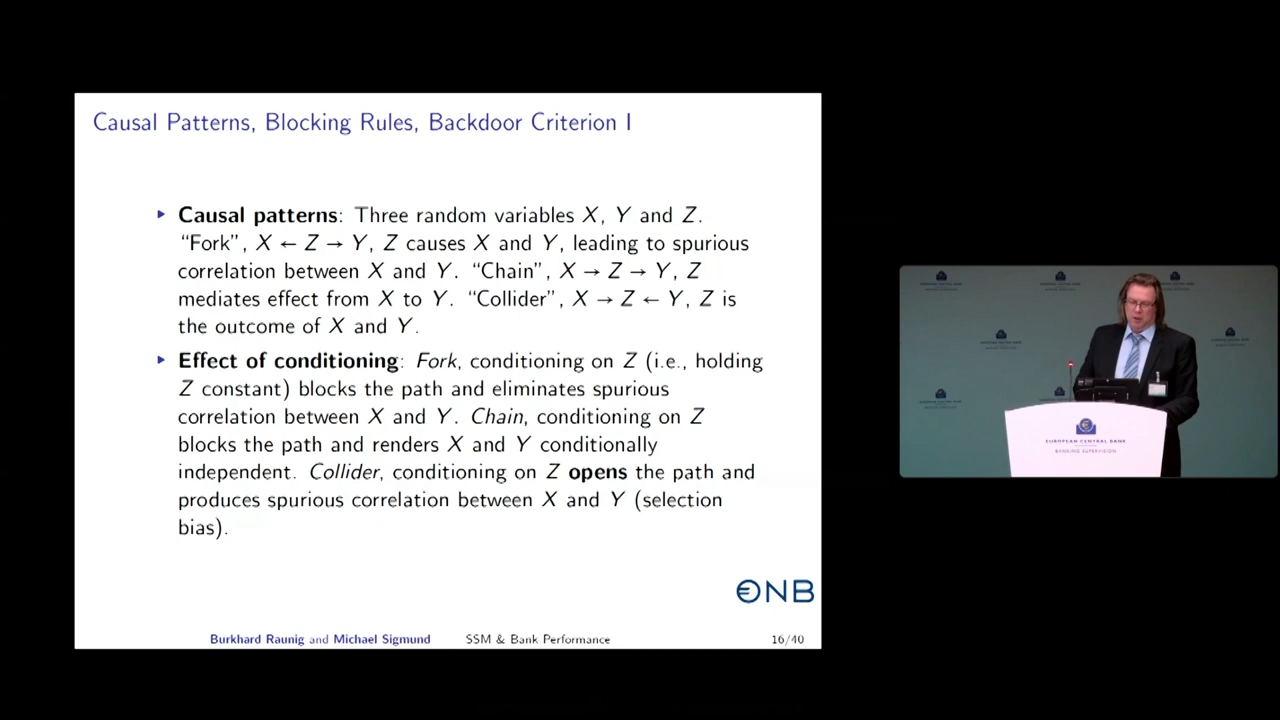 Causal Patterns, Blocking Rules, Backdoor Criterion I
Causal patterns: Three random variables X, Y and Z.
“Fork”, X ← Z → Y, Z causes X and Y, leading to spurious
correlation between X and Y. “Chain”, X → Z → Y, Z
mediates effect from X to Y. “Collider”, X → Z ← Y, Z is
the outcome of X and Y.
Effect of conditioning: Fork, conditioning on Z (i.e., holding
Z constant) blocks the path and eliminates spurious
correlation between X and Y. Chain, conditioning on Z
blocks the path and renders X and Y conditionally
independent. Collider, conditioning on Z opens the path and
produces spurious correlation between X and Y (selection
bias).
ONB
Burkhard Raunig and Michael Sigmund SSM & Bank Performance 16/40
EUROPEAN CENTRAL BANK
BANKING SUPERVISION